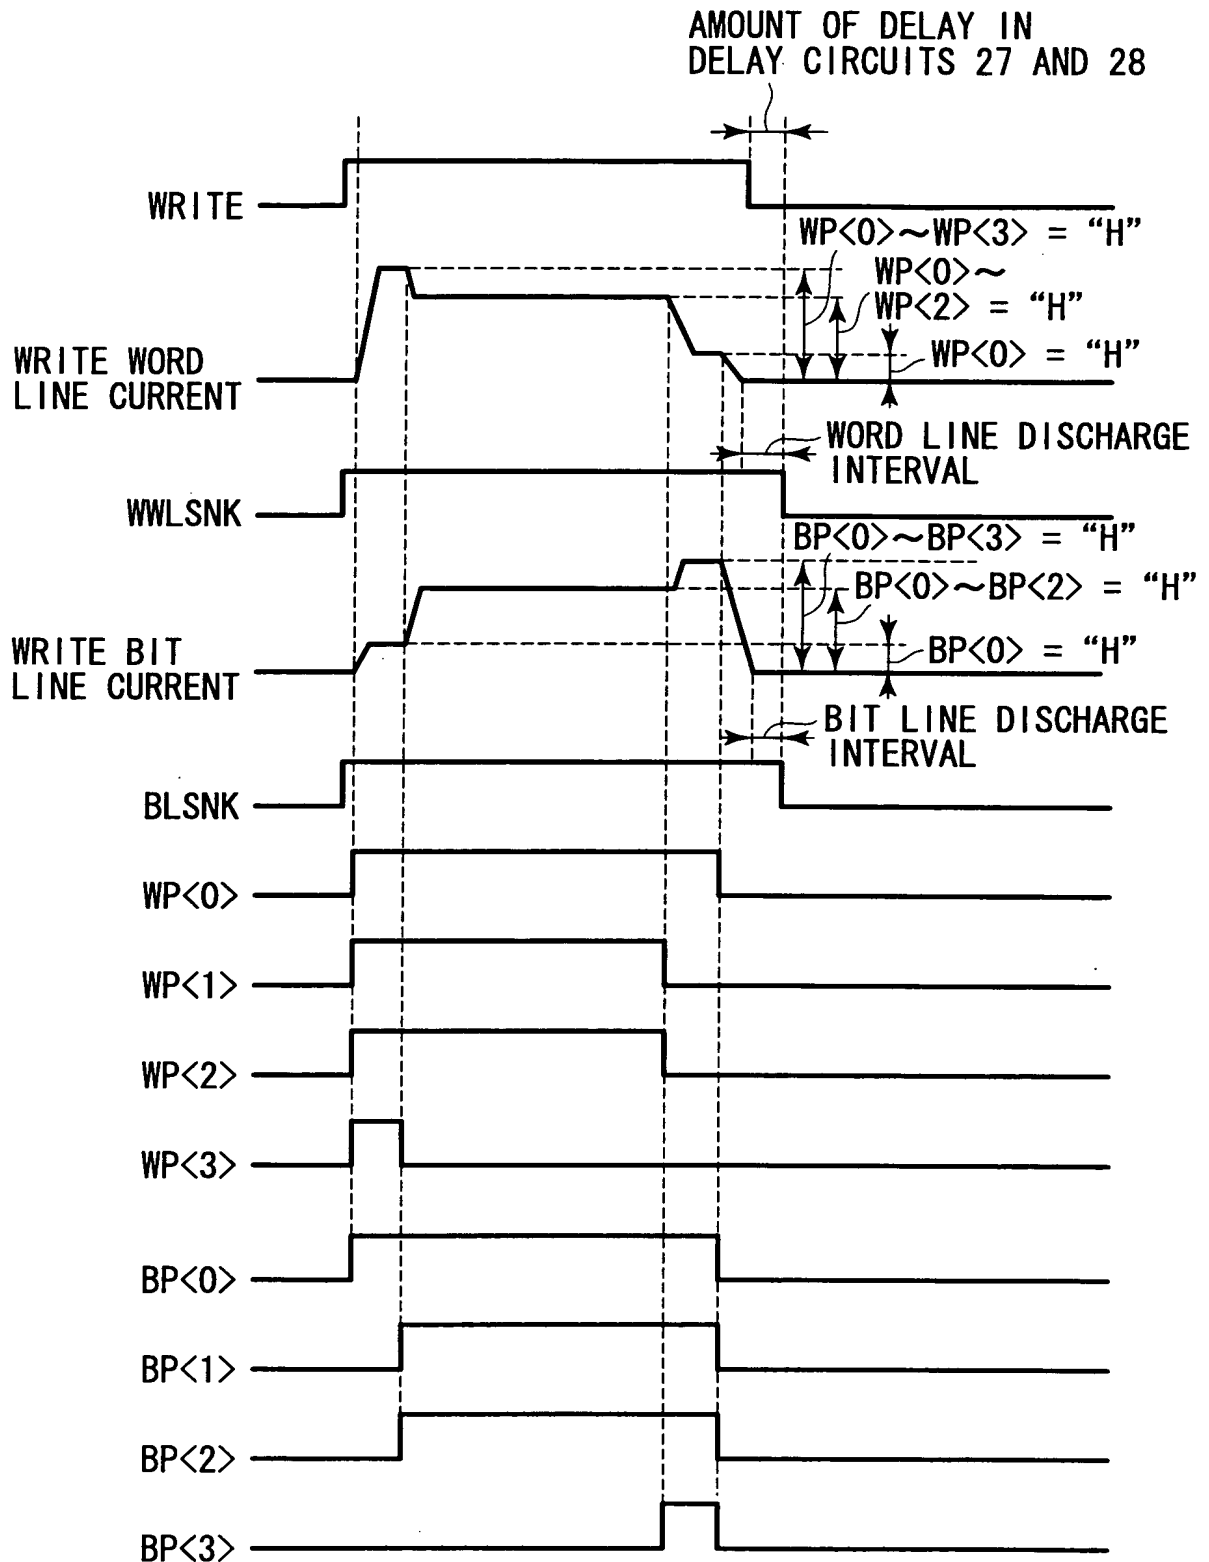 AMOUNT OF DELAY IN
DELAY CIRCUITS 27 AND 28
WRITE
WP<0>~WP<3> = “H”
WP<0>~
WP<2> = “H”
WRITE WORD
LINE CURRENT
WP<0> = “H”
WORD LINE DISCHARGE
INTERVAL
WWLSNK
BP<0>~BP<3> = “H”
BP<0>~BP<2> = “H”
WRITE BIT
LINE CURRENT
BP<0> = “H”
BIT LINE DISCHARGE
INTERVAL
BLSNK
WP<0>
WP<1>
WP<2>
WP<3>
BP<0>
BP<1>
BP<2>
BP<3>